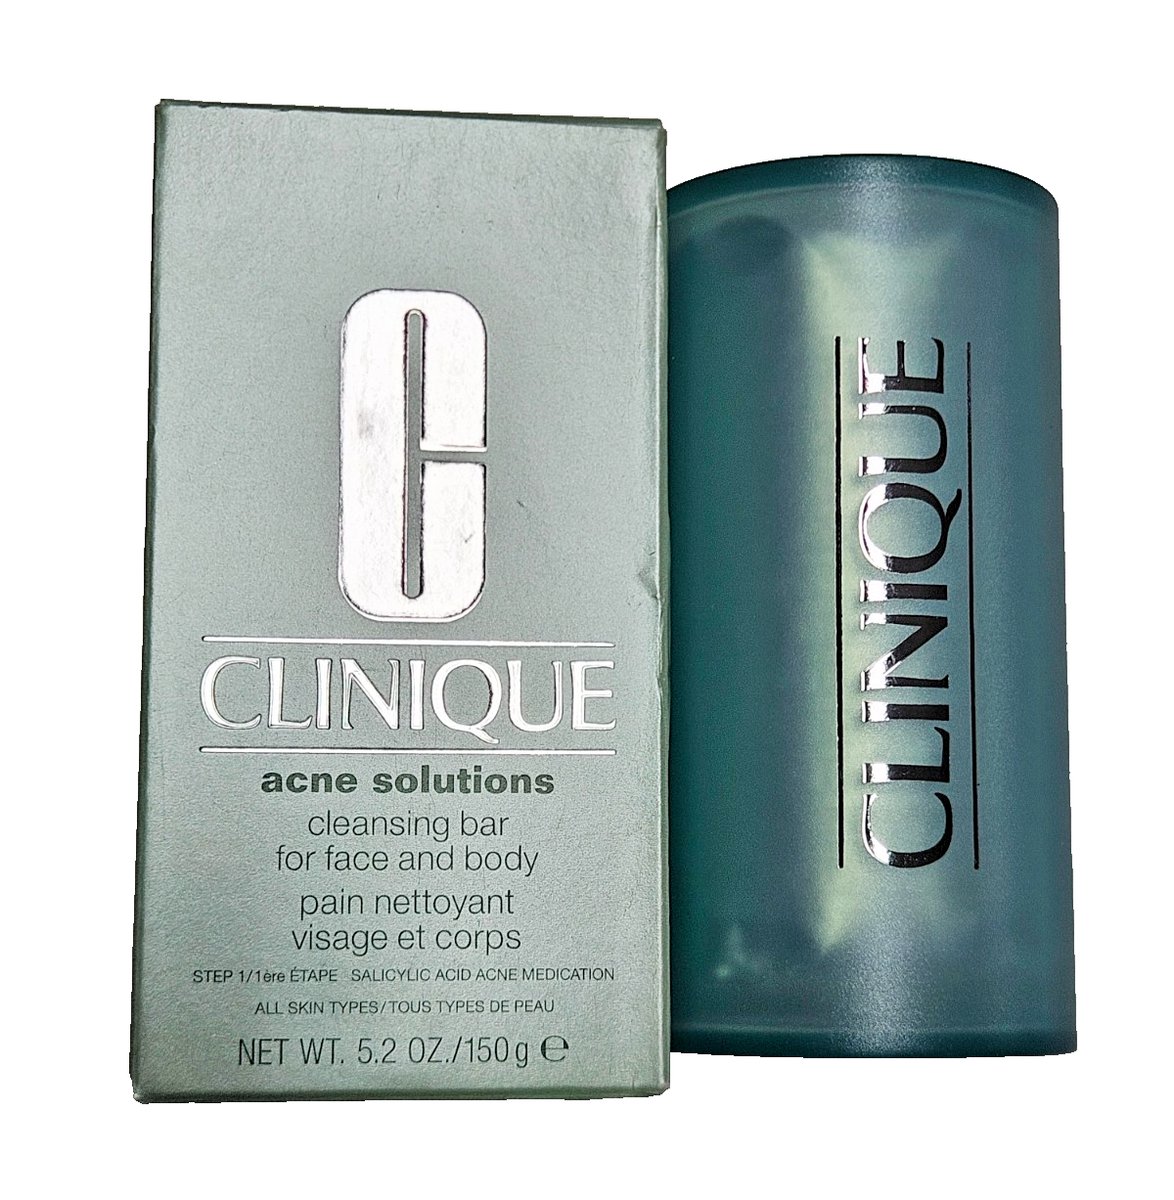 C
CLINIQUE
acne solutions
cleansing bar
for face and body
pain nettoyant
visage et corps
STEP 1/1ère ÉTAPE SALICYLIC ACID ACNE MEDICATION
ALL SKIN TYPES/TOUS TYPES DE PEAU
NET WT. 5.2 OZ./150g ℮
CLINIQUE